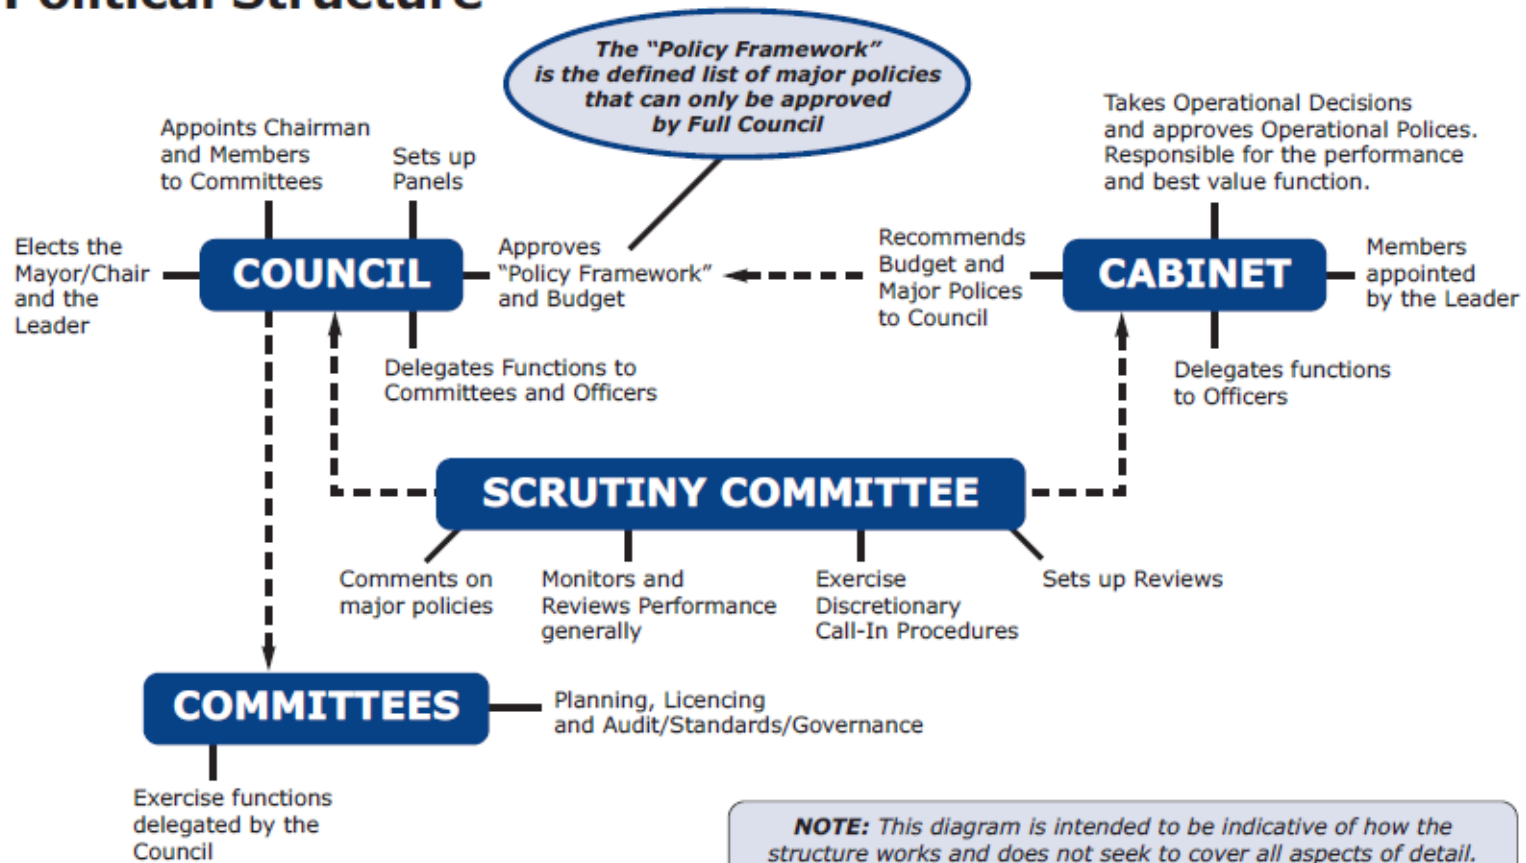 Political Structure
The “Policy Framework”
is the defined list of major policies
that can only be approved
by Full Council
Appoints Chairman
and Members
to Committees
Sets up
Panels
Elects the
Mayor/Chair
and the
Leader
COUNCIL
Approves
“Policy Framework”
and Budget
Delegates Functions to
Committees and Officers
Takes Operational Decisions
and approves Operational Polices.
Responsible for the performance
and best value function.
Recommends
Budget and
Major Polices
to Council
CABINET
Members
appointed
by the Leader
Delegates functions
to Officers
SCRUTINY COMMITTEE
Comments on
major policies
Monitors and
Reviews Performance
generally
Exercise
Discretionary
Call-In Procedures
Sets up Reviews
COMMITTEES
Planning, Licencing
and Audit/Standards/Governance
Exercise functions
delegated by the
Council
NOTE: This diagram is intended to be indicative of how the
structure works and does not seek to cover all aspects of detail.